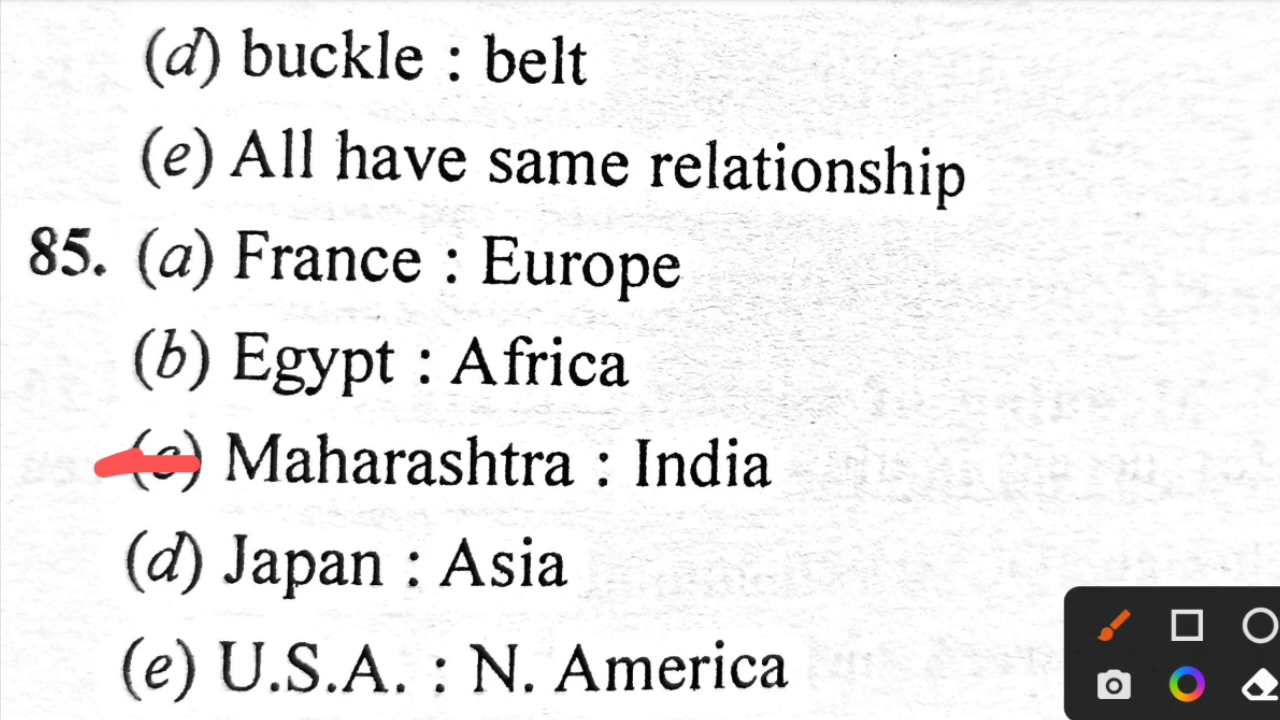 (d) buckle : belt
(e) All have same relationship
85. (a) France : Europe
(b) Egypt : Africa
(c) Maharashtra : India
(d) Japan : Asia
(e) U.S.A. : N. America